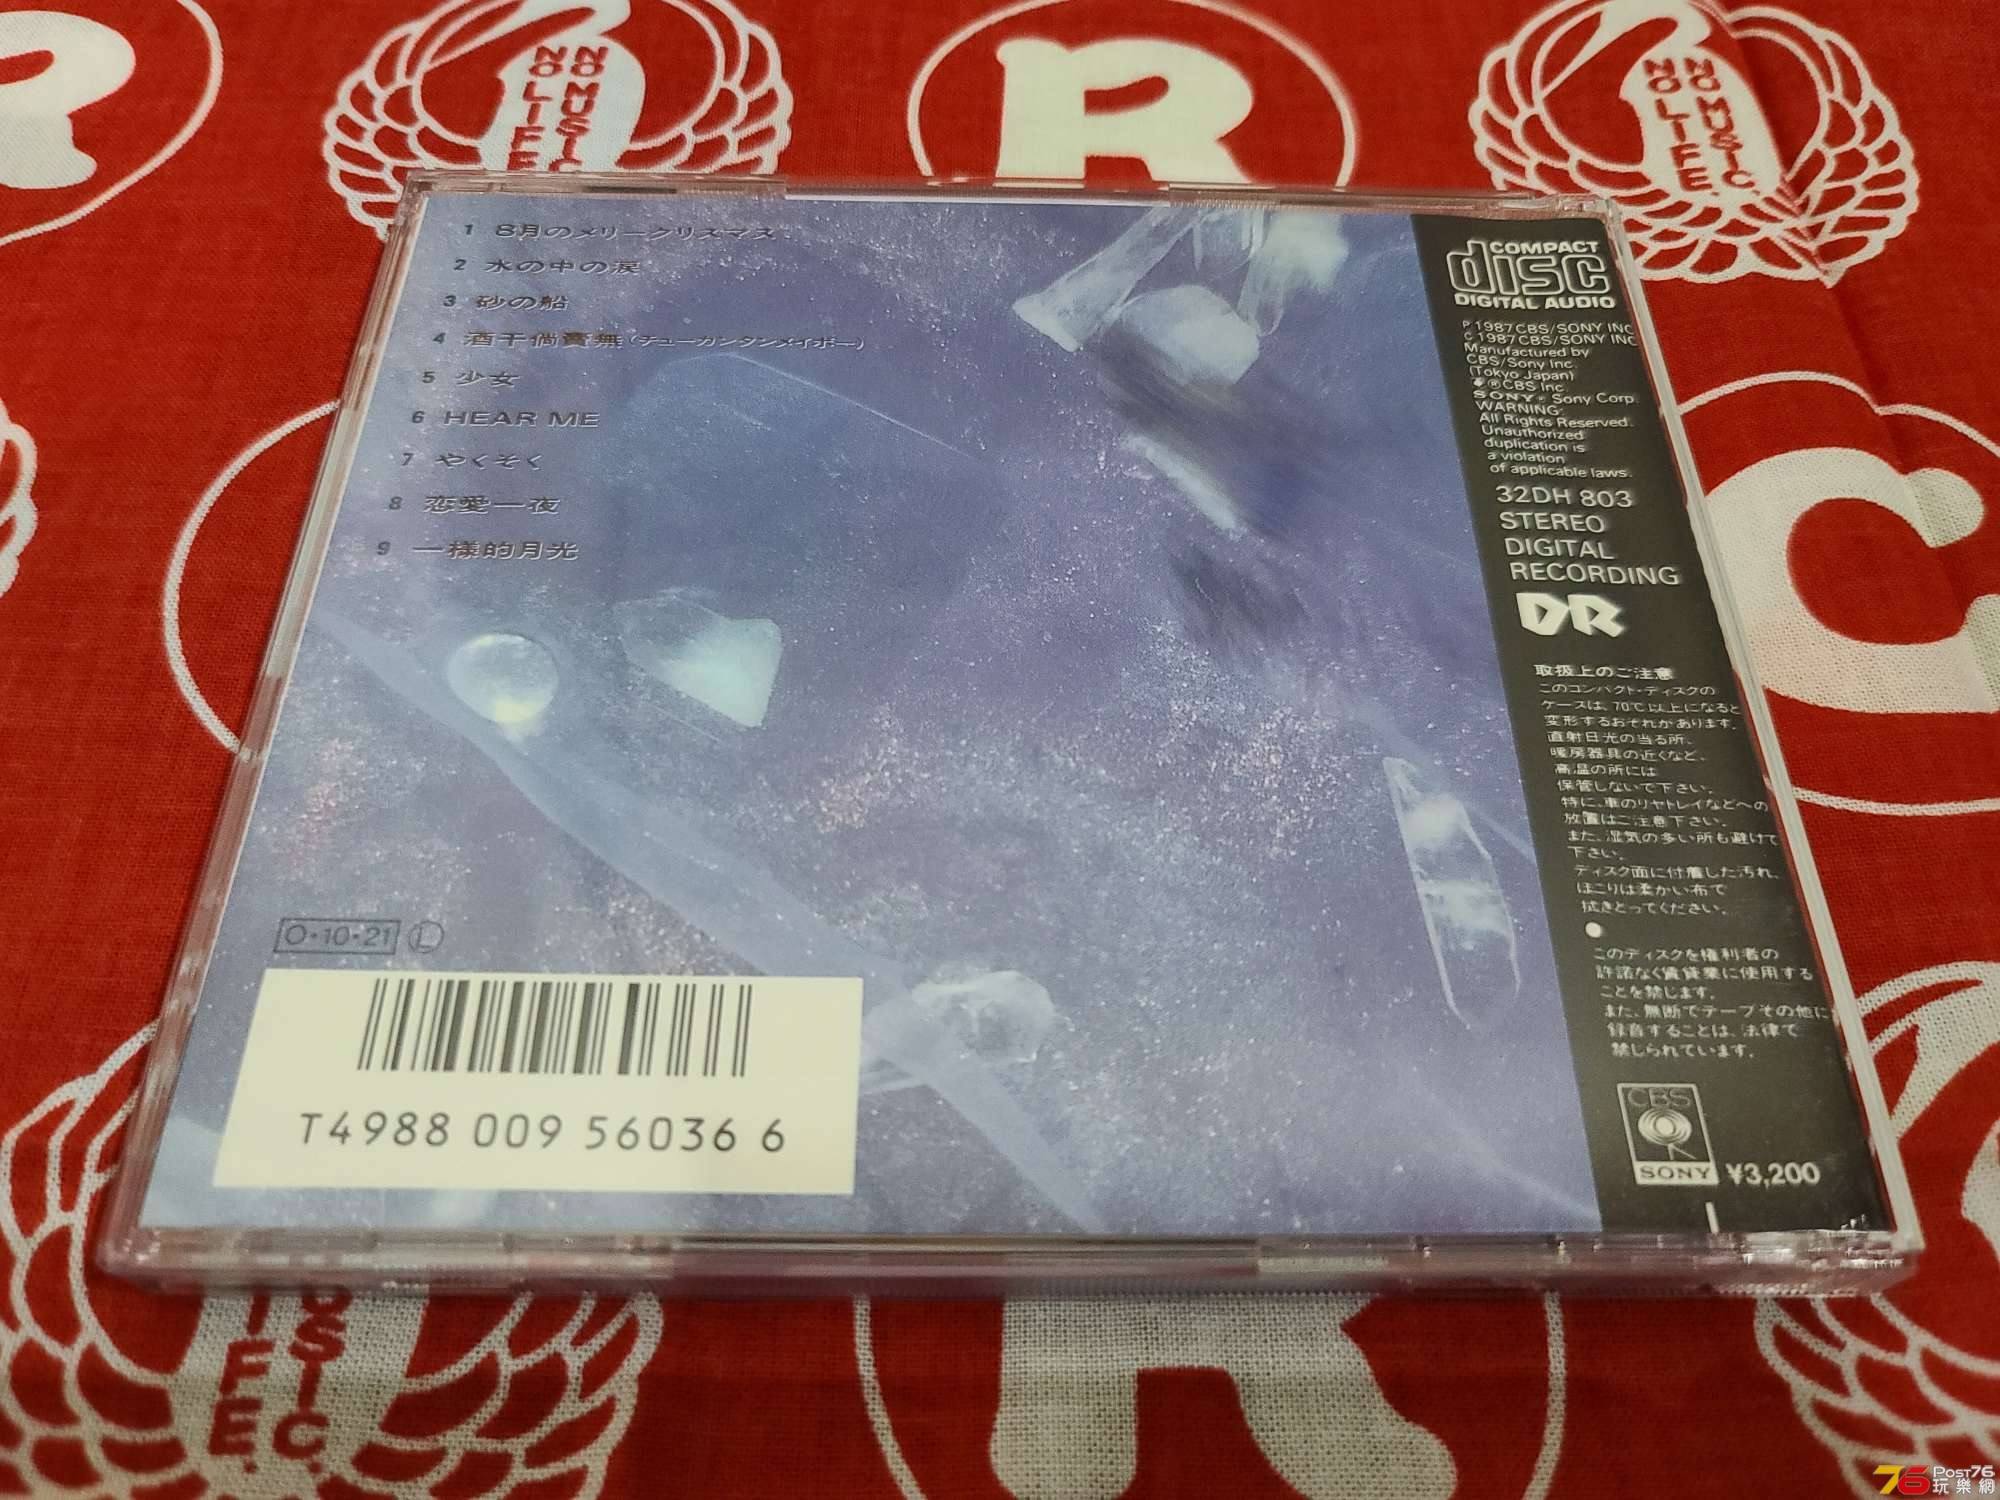 NO MUSIC
NO LIFE
R
NO MUSIC.
NO LIFE.
1 8月のメリークリスマス
2 水の中の涙
3 砂の船
4 酒干倘賣無(チューカンタンメイボー)
5 少女
6 HEAR ME
7 やくそく
8 恋愛一夜
9 一樣的月光
O・10・21 L
T4988 009 56036 6
COMPACT
disc
DIGITAL AUDIO
P 1987 CBS/SONY INC
C 1987 CBS/SONY INC
Manufactured by
CBS/Sony Inc.
(Tokyo Japan)
® CBS Inc.
SONY ® Sony Corp.
WARNING:
All Rights Reserved.
Unauthorized
duplication is
a violation
of applicable laws.
32DH 803
STEREO
DIGITAL
RECORDING
DR
取扱上のご注意
このコンパクト・ディスクの
ケースは、70℃以上になると
変形するおそれがあります。
直射日光の当る所、
暖房器具の近くなど、
高温の所には
保管しないで下さい。
特に、車のリヤトレイなどへの
放置はご注意下さい。
また、湿気の多い所も避けて
下さい。
ディスク面に付着した汚れ、
ほこりは柔かい布で
拭きとってください。
●
このディスクを権利者の
許諾なく賃貸業に使用する
ことを禁じます。
また、無断でテープその他に
録音することは、法律で
禁じられています。
CBS
SONY ¥3,200
R
C
R
76 POST76
玩樂網